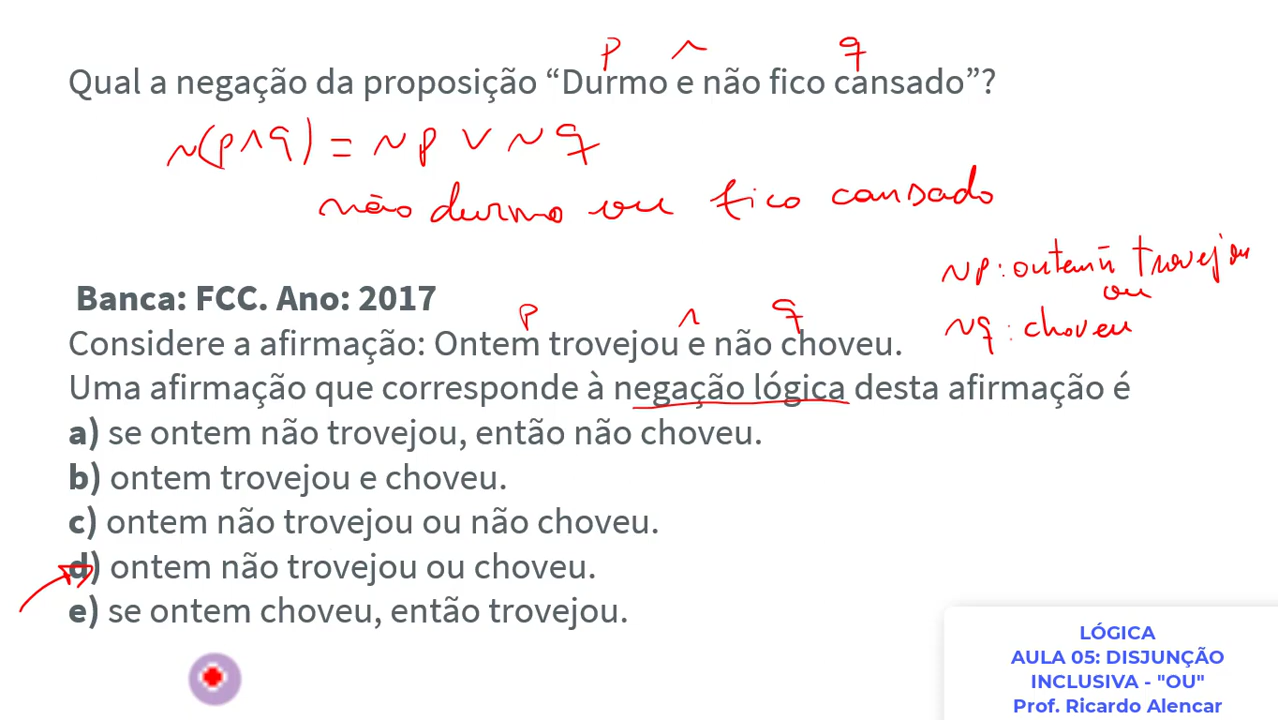 p ^ q
Qual a negação da proposição “Durmo e não fico cansado”?
~(p^q) = ~p v ~q
não durmo ou fico cansado
~p: ontem ñ trovejou
ou
~q: choveu
Banca: FCC. Ano: 2017
p ^ q
Considere a afirmação: Ontem trovejou e não choveu.
Uma afirmação que corresponde à negação lógica desta afirmação é
a) se ontem não trovejou, então não choveu.
b) ontem trovejou e choveu.
c) ontem não trovejou ou não choveu.
d) ontem não trovejou ou choveu.
e) se ontem choveu, então trovejou.
LÓGICA
AULA 05: DISJUNÇÃO
INCLUSIVA - "OU"
Prof. Ricardo Alencar